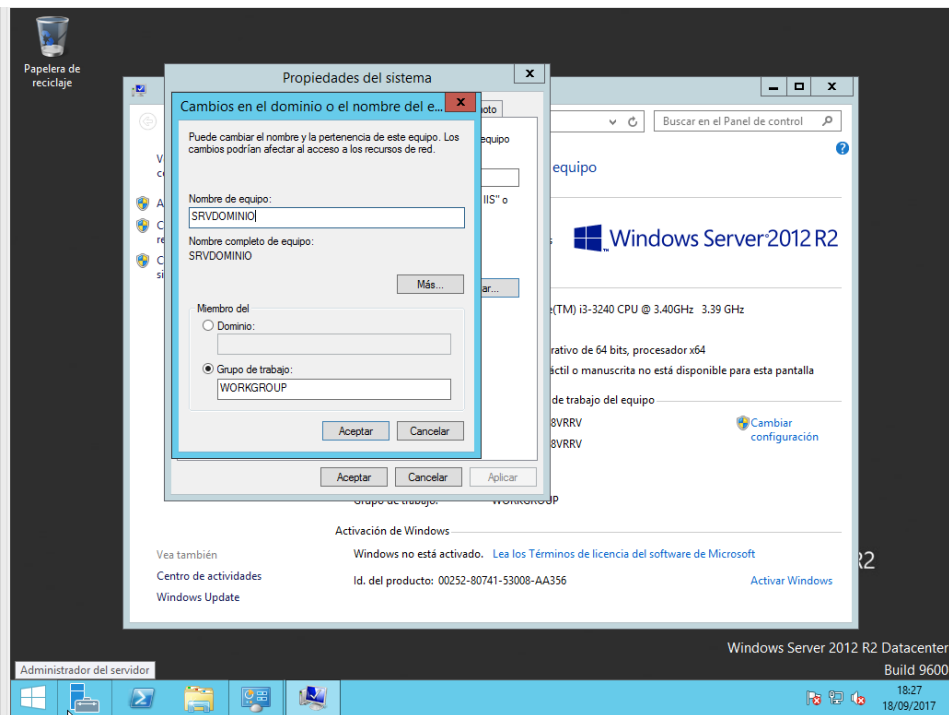 Papelera de
reciclaje
Propiedades del sistema
x
Cambios en el dominio o el nombre del e...
x
Puede cambiar el nombre y la pertenencia de este equipo. Los
cambios podrían afectar al acceso a los recursos de red.
Nombre de equipo:
SRVDOMINIO
Nombre completo de equipo:
SRVDOMINIO
Más...
Miembro del
Dominio:
Grupo de trabajo:
WORKGROUP
Aceptar
Cancelar
Aceptar
Cancelar
Aplicar
equipo
IIS" o
ar...
x
Buscar en el Panel de control
equipo
Windows Server 2012 R2
(TM) i3-3240 CPU @ 3.40GHz 3.39 GHz
rativo de 64 bits, procesador x64
áctil o manuscrita no está disponible para esta pantalla
de trabajo del equipo
8VRRV
8VRRV
Cambiar
configuración
Grupo de trabajo: WORKGROUP
Activación de Windows
Windows no está activado. Lea los Términos de licencia del software de Microsoft
Id. del producto: 00252-80741-53008-AA356
Activar Windows
Vea también
Centro de actividades
Windows Update
R2
Windows Server 2012 R2 Datacenter
Build 9600
Administrador del servidor
18:27
18/09/2017